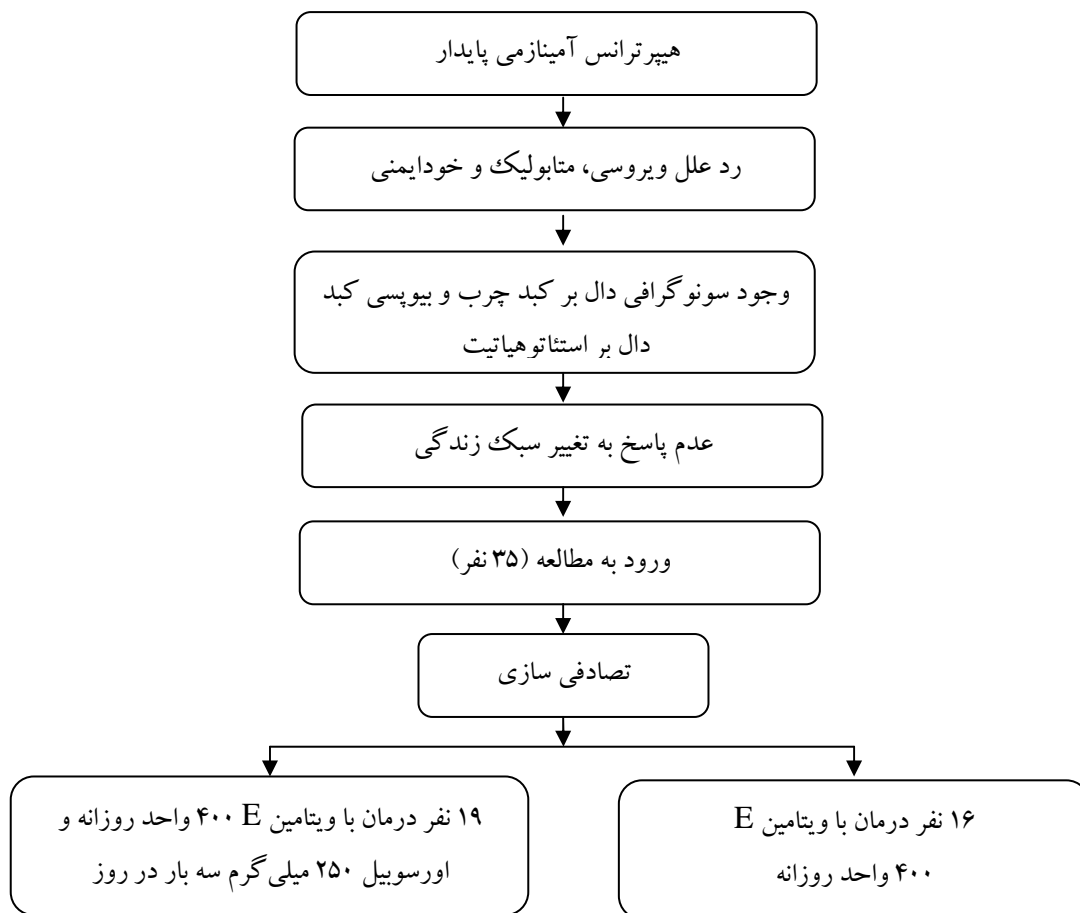 هیپرترانس آمینازمی پایدار
رد علل ویروسی، متابولیک و خودایمنی
وجود سونوگرافی دال بر کبد چرب و بیوپسی کبد
دال بر استئاتوهپاتیت
عدم پاسخ به تغییر سبک زندگی
ورود به مطالعه (۳۵ نفر)
تصادفی سازی
۱۶ نفر درمان با ویتامین E
۴۰۰ واحد روزانه
۱۹ نفر درمان با ویتامین E ۴۰۰ واحد روزانه و
اورسوبیل ۲۵۰ میلی‌گرم سه بار در روز